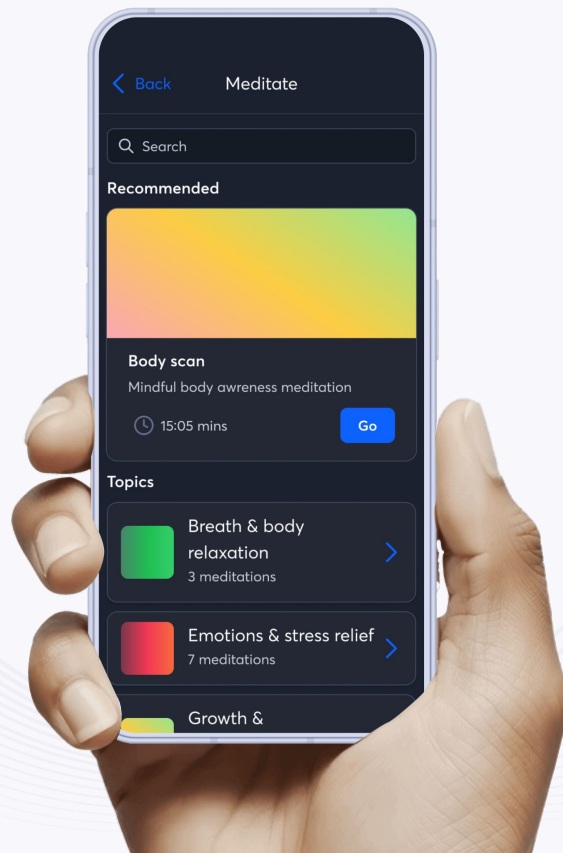 Back
Meditate
Search
Recommended
Body scan
Mindful body awreness meditation
15:05 mins
Go
Topics
Breath & body
relaxation
3 meditations
Emotions & stress relief
7 meditations
Growth &